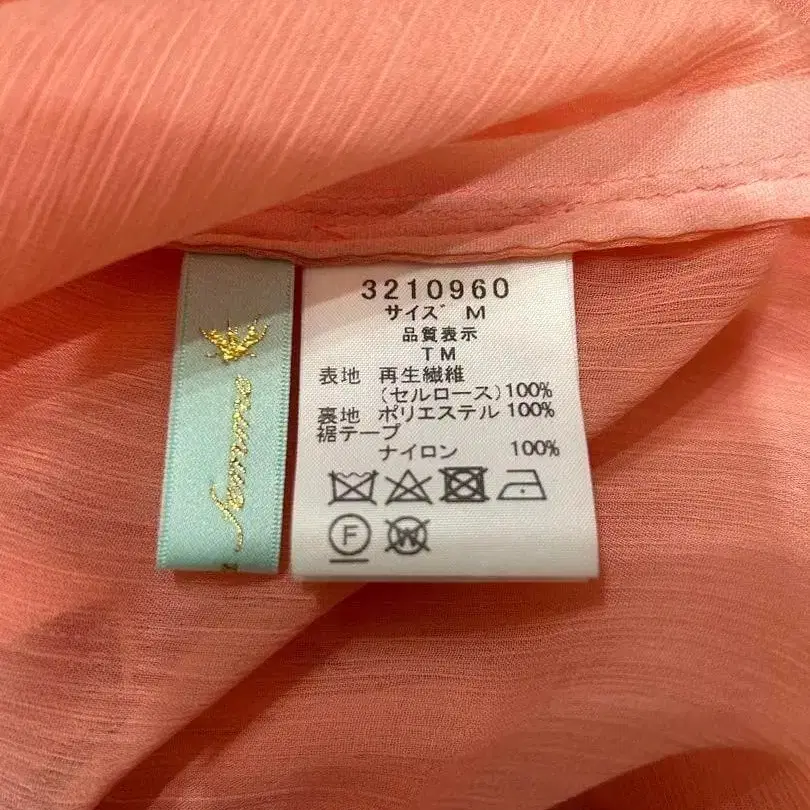 3210960
サイズ M
品質表示
TM
表地 再生繊維
(セルロース)100%
裏地 ポリエステル 100%
裾テープ
ナイロン 100%
F
W